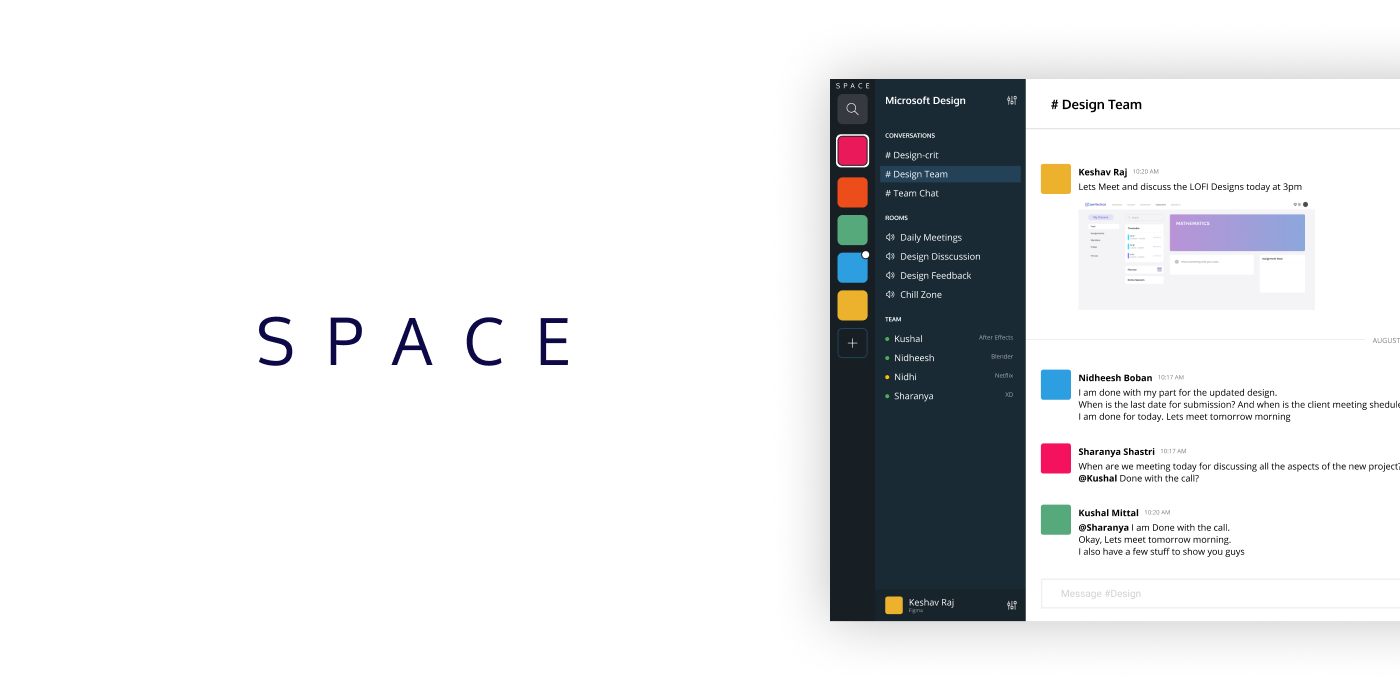 S P A C E
SPACE
Microsoft Design
CONVERSATIONS
# Design-crit
# Design Team
# Team Chat
ROOMS
Daily Meetings
Design Disscussion
Design Feedback
Chill Zone
TEAM
Kushal After Effects
Nidheesh Blender
Nidhi Netflix
Sharanya XD
Keshav Raj
Figma
# Design Team
Keshav Raj 10:20 AM
Lets Meet and discuss the LOFI Designs today at 3pm
MATHEMATICS
AUGUST
Nidheesh Boban 10:17 AM
I am done with my part for the updated design.
When is the last date for submission? And when is the client meeting shedule
I am done for today. Lets meet tomorrow morning
Sharanya Shastri 10:17 AM
When are we meeting today for discussing all the aspects of the new project?
@Kushal Done with the call?
Kushal Mittal 10:20 AM
@Sharanya I am Done with the call.
Okay, Lets meet tomorrow morning.
I also have a few stuff to show you guys
Message #Design